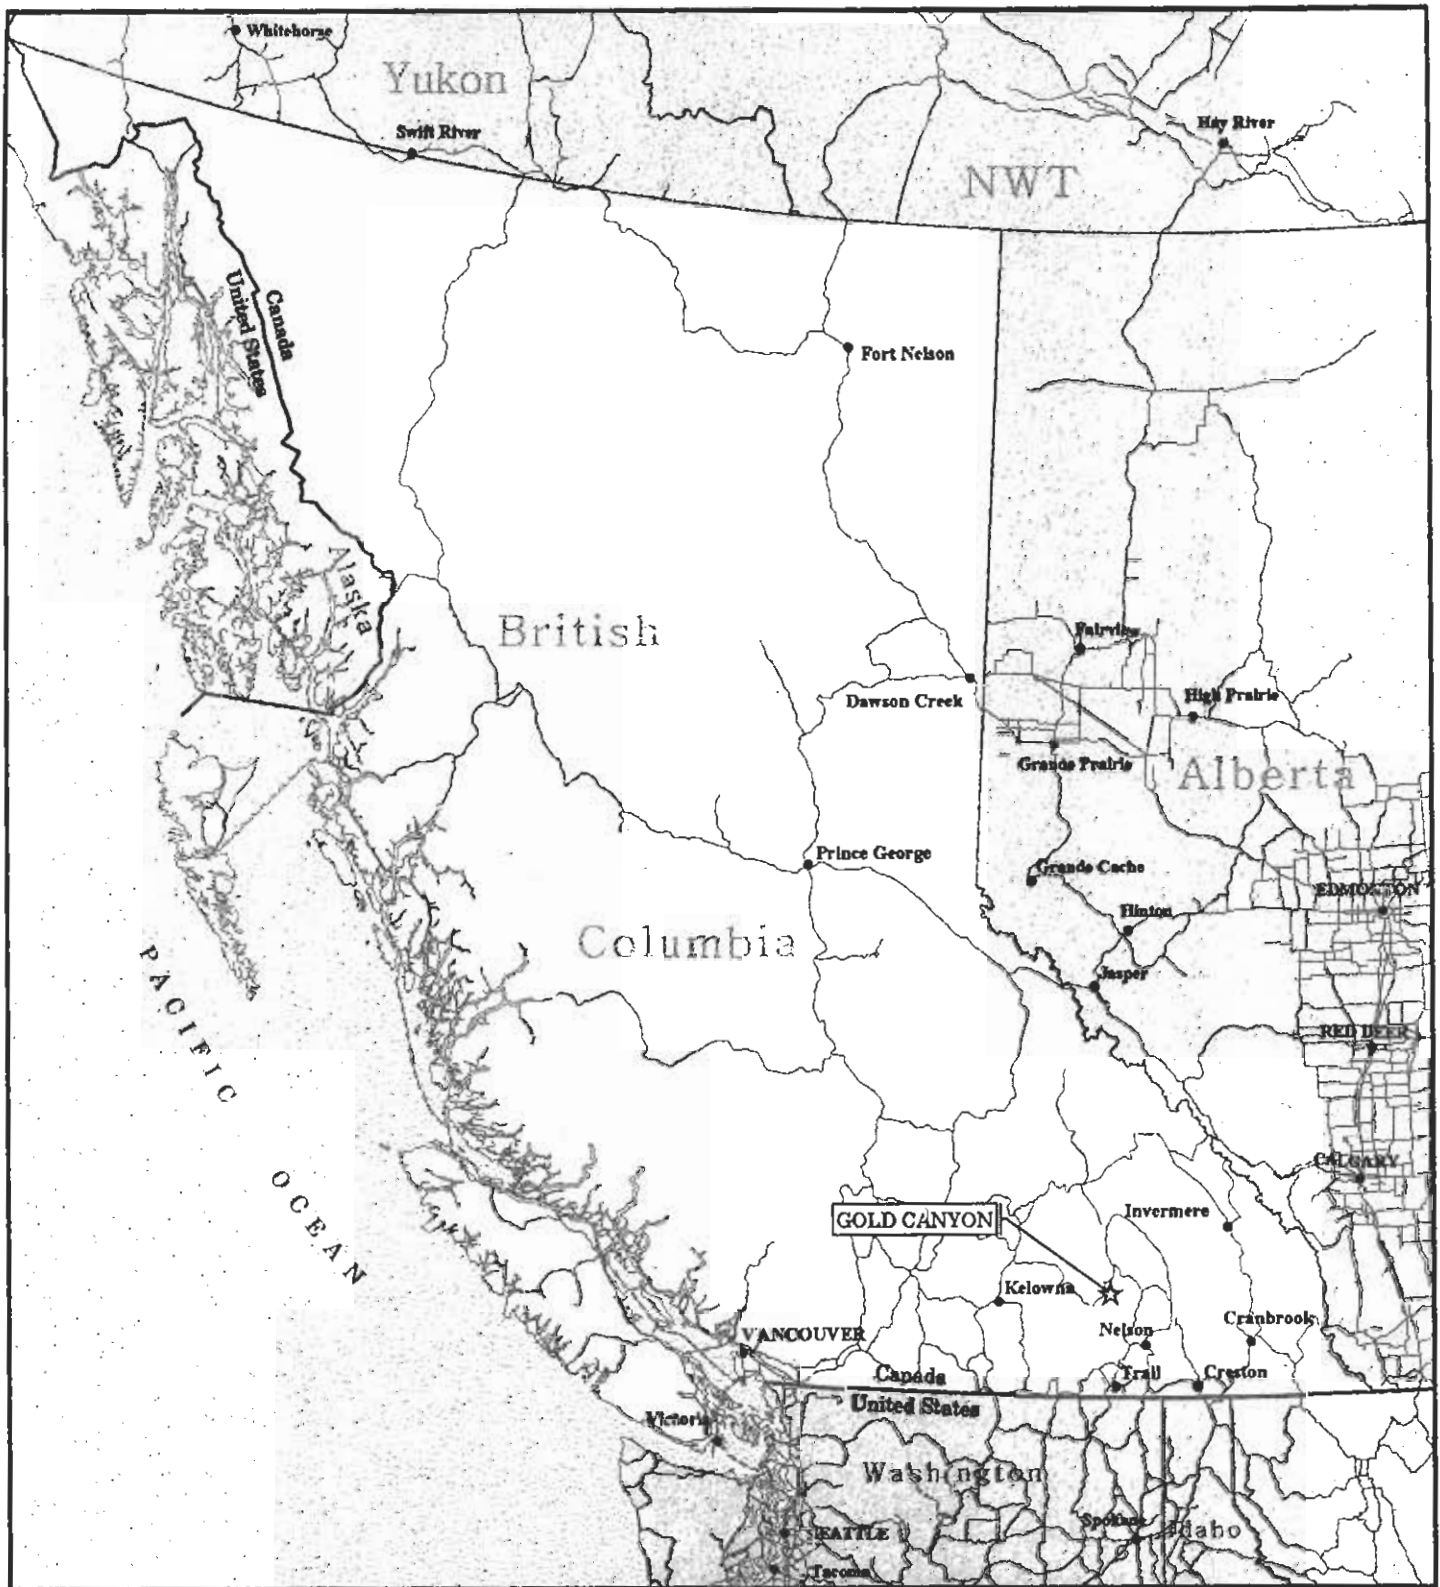 Whitehorse
Yukon
Swift River
Hay River
NWT
Canada
United States
Fort Nelson
Alaska
British
Fairview
Dawson Creek
High Prairie
Grande Prairie
Alberta
Prince George
Grande Cache
EDMONTON
Hinton
Columbia
Jasper
PACIFIC
RED DEER
CALGARY
OCEAN
GOLD CANYON
Invermere
Kelowna
Cranbrook
Nelson
VANCOUVER
Canada
Trail
Creston
United States
Victoria
Washington
Spokane
Idaho
SEATTLE
Tacoma